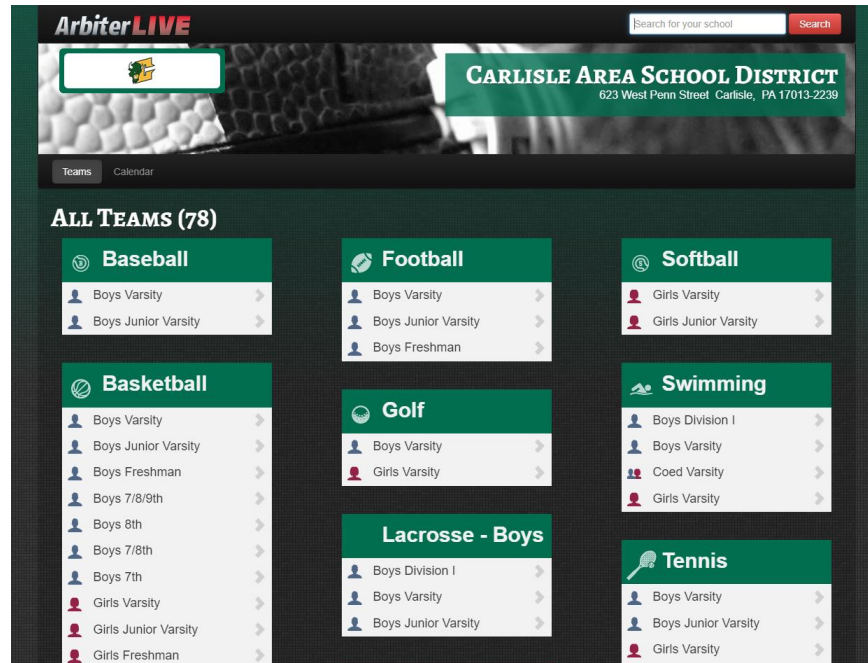 ArbiterLIVE
Search for your school
Search
CARLISLE AREA SCHOOL DISTRICT
623 West Penn Street Carlisle, PA 17013-2239
Teams
Calendar
ALL TEAMS (78)
Baseball
Boys Varsity
Boys Junior Varsity
Basketball
Boys Varsity
Boys Junior Varsity
Boys Freshman
Boys 7/8/9th
Boys 8th
Boys 7/8th
Boys 7th
Girls Varsity
Girls Junior Varsity
Girls Freshman
Football
Boys Varsity
Boys Junior Varsity
Boys Freshman
Golf
Boys Varsity
Girls Varsity
Lacrosse - Boys
Boys Division I
Boys Varsity
Boys Junior Varsity
Softball
Girls Varsity
Girls Junior Varsity
Swimming
Boys Division I
Boys Varsity
Coed Varsity
Girls Varsity
Tennis
Boys Varsity
Boys Junior Varsity
Girls Varsity